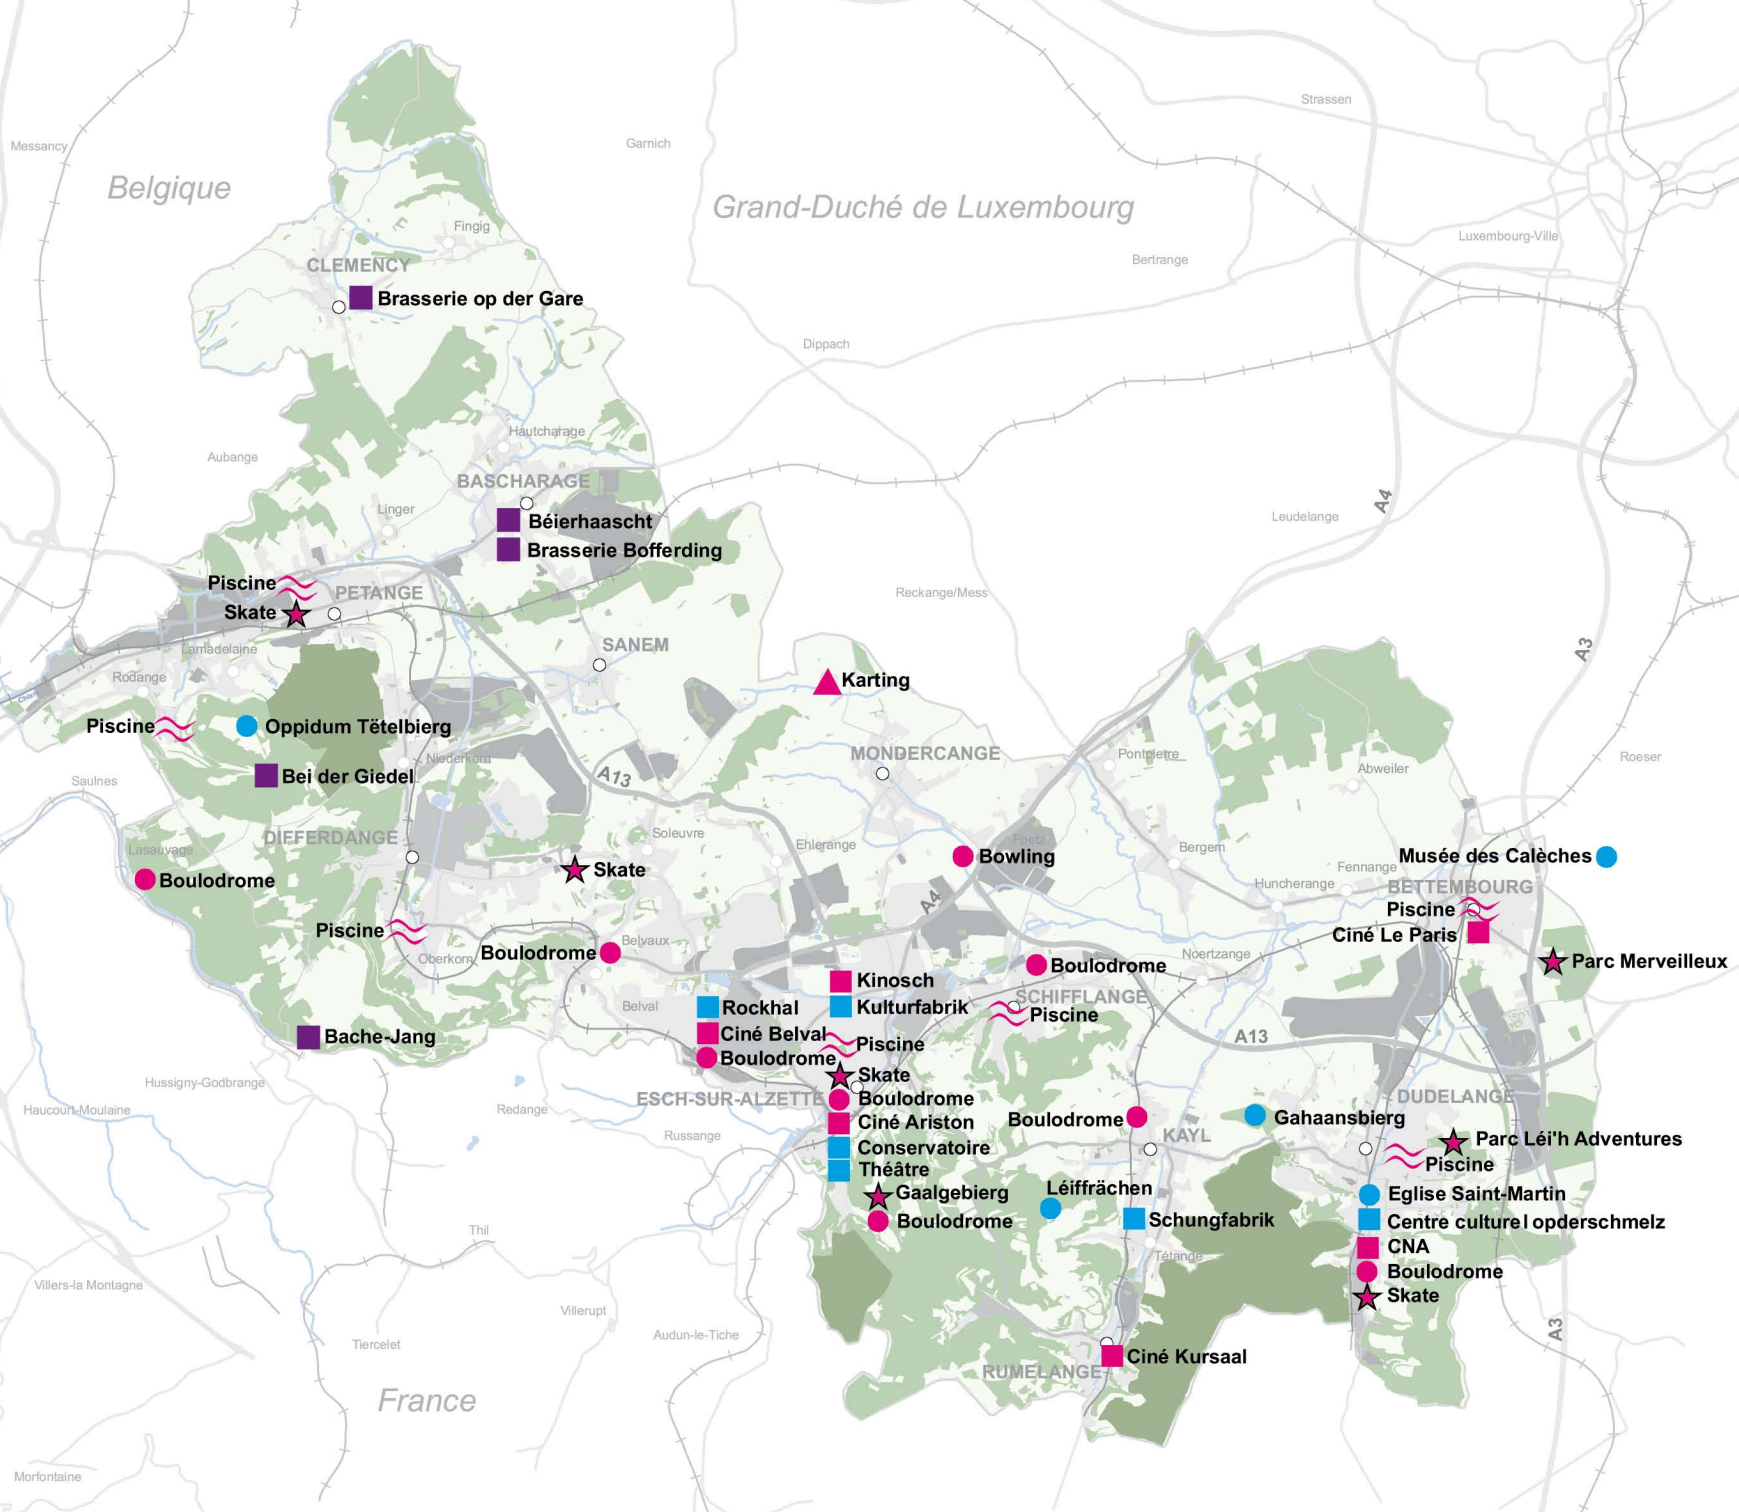 Strassen
Messancy
Garnich
Belgique
Grand-Duché de Luxembourg
Fingig
Luxembourg-Ville
Bertrange
CLEMENCY
Brasserie op der Gare
Dippach
Hautcharage
Aubange
BASCHARAGE
A4
Linger
Leudelange
Béierhaascht
Brasserie Bofferding
Piscine
PETANGE
Reckange/Mess
Skate
SANEM
A3
Lamadelaine
Rodange
Karting
Chiers
Piscine
Oppidum Tëtelbierg
MONDERCANGE
Pontpierre
Niederkorn
Roeser
Abweiler
Saulnes
Bei der Giedel
A13
Soleuvre
DIFFERDANGE
Foetz
Ehlerange
Lasauvage
Bergem
Bowling
Musée des Calèches
Fennange
Skate
Boulodrome
Huncherange
BETTEMBOURG
A4
Piscine
Piscine
Ciné Le Paris
Belvaux
Boulodrome
Oberkorn
Noertzange
Boulodrome
Parc Merveilleux
Kinosch
SCHIFFLANGE
Belval
Rockhal
Kulturfabrik
Piscine
Bache-Jang
Ciné Belval
Piscine
A13
Boulodrome
Skate
Hussigny-Godbrange
ESCH-SUR-ALZETTE
Boulodrome
DUDELANGE
Haucourt-Moulaine
Redange
Ciné Ariston
Boulodrome
Gahaansbierg
Russange
KAYL
Parc Léi'h Adventures
Conservatoire
Théâtre
Piscine
Gaalgebierg
Léiffrächen
Eglise Saint-Martin
Boulodrome
Schungfabrik
Centre culturel opderschmelz
Thil
CNA
Tétange
Boulodrome
Villers-la Montagne
Skate
Villerupt
Audun-le-Tiche
A3
Tiercelet
Ciné Kursaal
RUMELANGE
France
Morfontaine